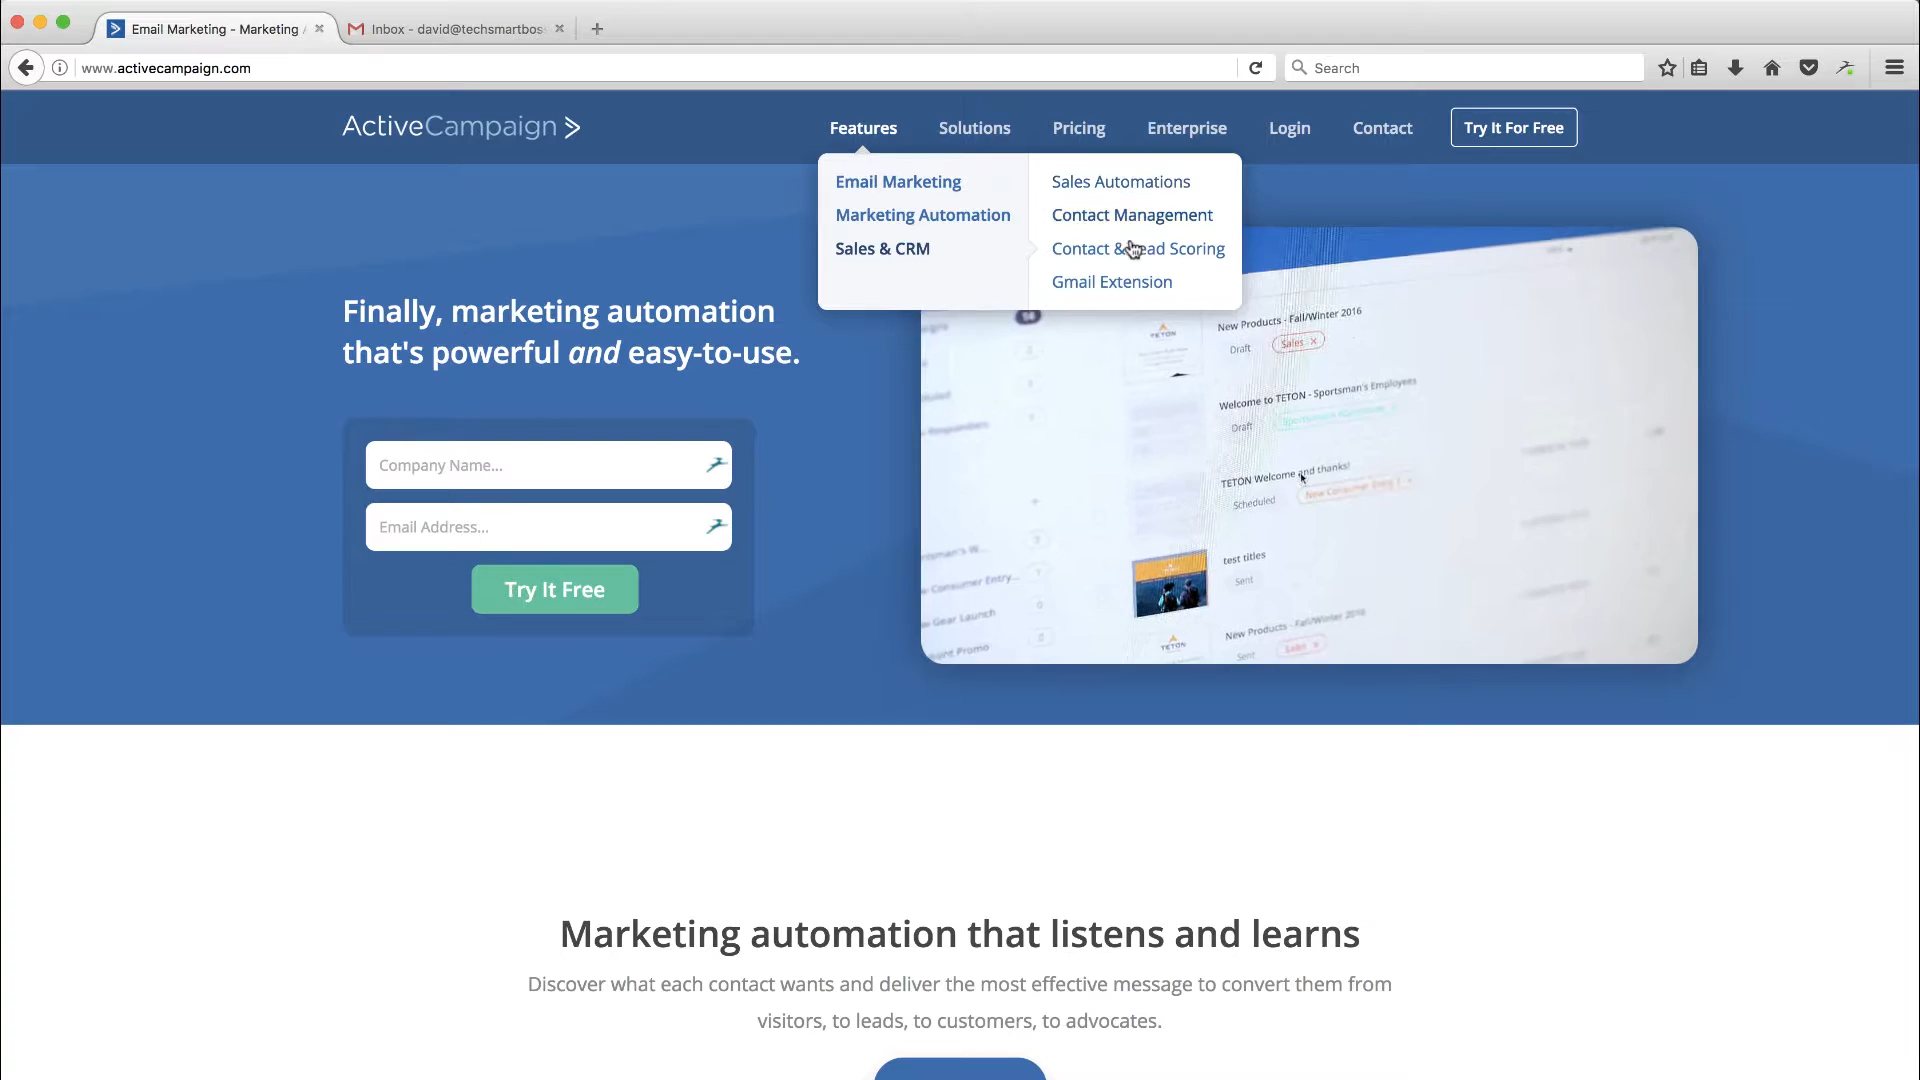 Email Marketing - Marketing
Inbox - david@techsmartbos
www.activecampaign.com
Search
ActiveCampaign
Features
Solutions
Pricing
Enterprise
Login
Contact
Try It For Free
Email Marketing
Marketing Automation
Sales & CRM
Sales Automations
Contact Management
Contact & Lead Scoring
Gmail Extension
Finally, marketing automation
that's powerful and easy-to-use.
Company Name...
Email Address...
Try It Free
TETON
New Products - Fall/Winter 2016
Draft
Sales
Welcome to TETON - Sportsman's Employees
Draft
TETON Welcome and thanks!
Scheduled
test titles
Sent
New Products - Fall/Winter 2016
Sent
Sales
TETON
Marketing automation that listens and learns
Discover what each contact wants and deliver the most effective message to convert them from
visitors, to leads, to customers, to advocates.